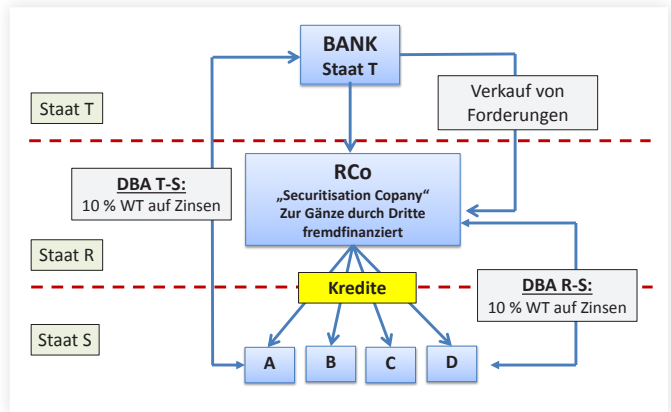 BANK
Staat T
Staat T
Verkauf von
Forderungen
DBA T-S:
10 % WT auf Zinsen
RCo
„Securitisation Copany“
Zur Gänze durch Dritte
fremdfinanziert
Staat R
Kredite
DBA R-S:
10 % WT auf Zinsen
Staat S
A
B
C
D